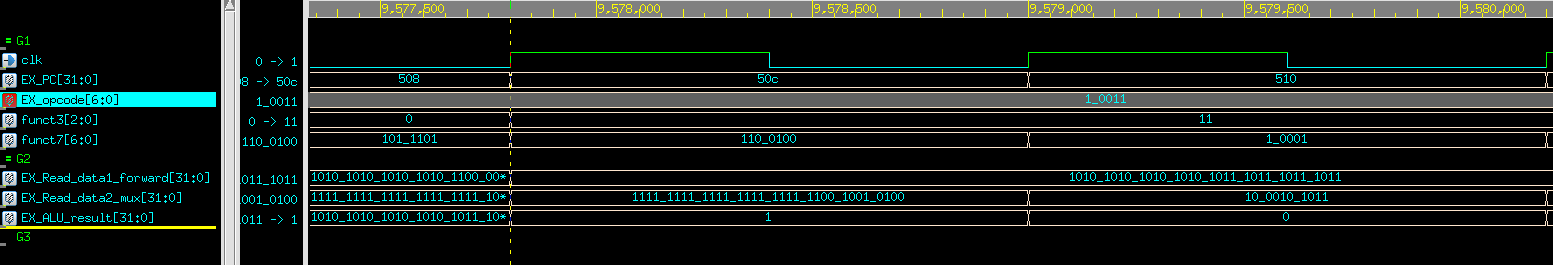 9,577,500 9,578,000 9,578,500 9,579,000 9,579,500 9,580,000
= G1
clk 0 -> 1
EX_PC[31:0] 08 -> 50c 508 50c 510
EX_opcode[6:0] 1_0011 1_0011
funct3[2:0] 0 -> 11 0 11
funct7[6:0] 110_0100 101_1101 110_0100 1_0001
= G2
EX_Read_data1_forward[31:0] 1011_1011 1010_1010_1010_1010_1100_00* 1010_1010_1010_1010_1011_1011_1011_1011
EX_Read_data2_mux[31:0] 1001_0100 1111_1111_1111_1111_1111_10* 1111_1111_1111_1111_1111_1100_1001_0100 10_0010_1011
EX_ALU_result[31:0] 011 -> 1 1010_1010_1010_1010_1011_10* 1 0
G3